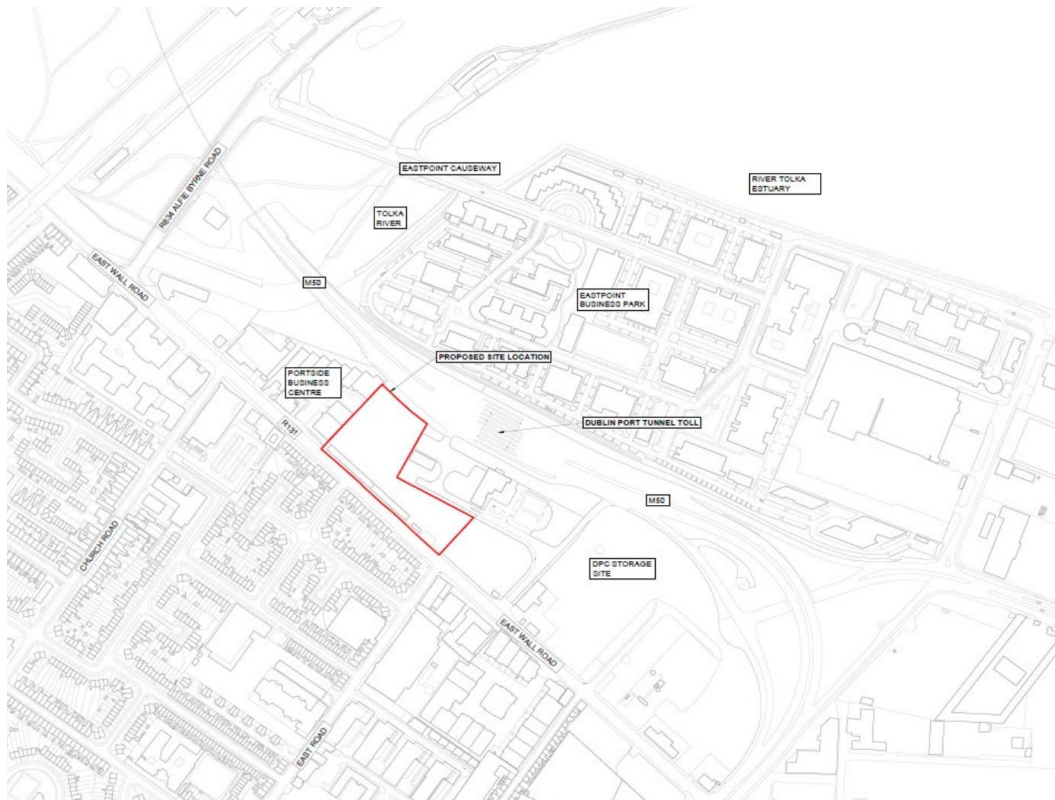 EASTPOINT CAUSEWAY
RIVER TOLKA
ESTUARY
R834 ALFIE BYRNE ROAD
TOLKA
RIVER
EAST WALL ROAD
M50
EASTPOINT
BUSINESS PARK
PROPOSED SITE LOCATION
PORTSIDE
BUSINESS
CENTRE
DUBLIN PORT TUNNEL TOLL
R131
M50
CHURCH ROAD
DPC STORAGE
SITE
EAST WALL ROAD
EAST ROAD